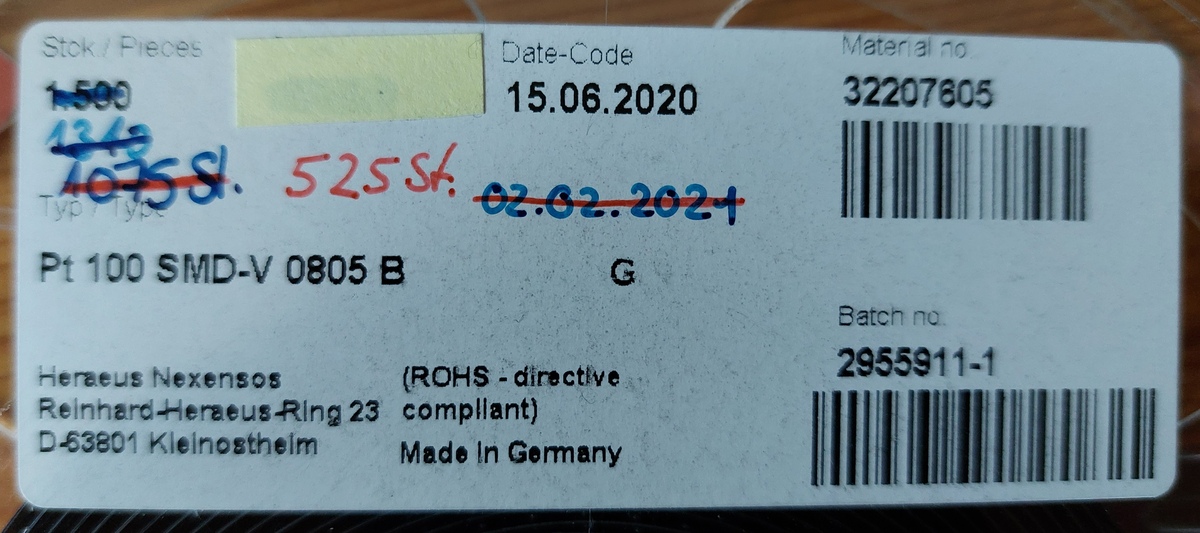 Stck./ Pieces
Date-Code
Material no.
1.500
15.06.2020
32207605
1075 St.
525 St.
02.02.2021
Typ / Type
Pt 100 SMD-V 0805 B
G
Batch no.
2955911-1
Heraeus Nexensos
Reinhard-Heraeus-Ring 23
D-63801 Kleinostheim
(ROHS - directive
compliant)
Made in Germany